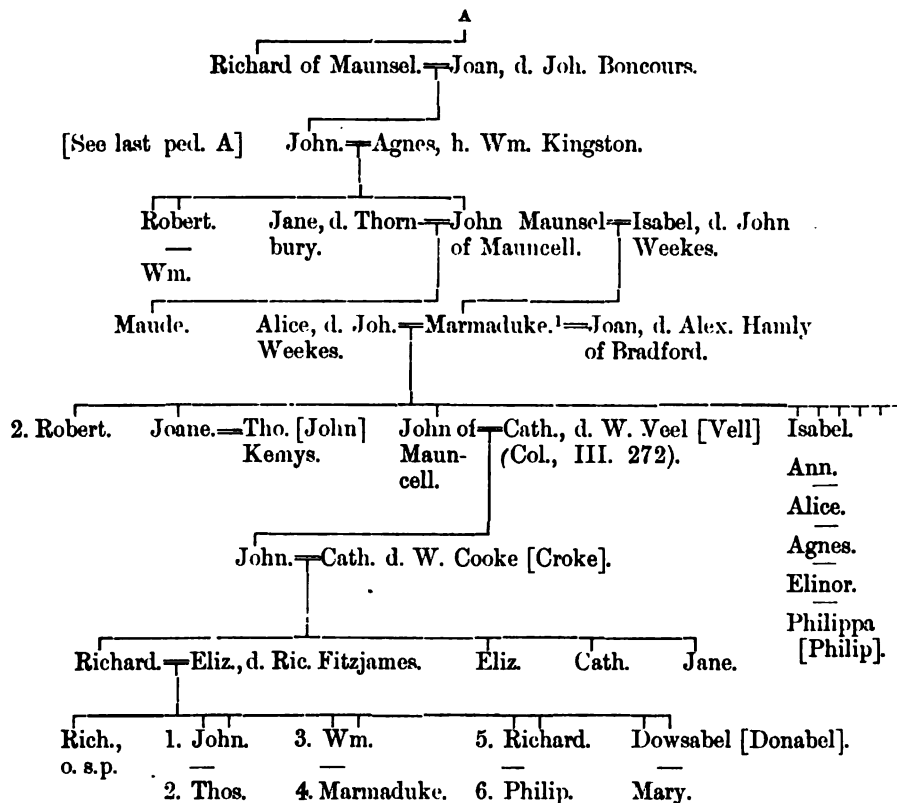 A
Richard of Maunsel. Joan, d. Joh. Boncours.
[See last ped. A] John. Agnes, h. Wm. Kingston.
Robert. Jane, d. Thorn- John Maunsel Isabel, d. John
bury. of Mauncell. Weekes.
Wm.
Maude. Alice, d. Joh. Marmaduke.¹ Joan, d. Alex. Hamly
Weekes. of Bradford.
2. Robert. Joane. Tho. [John] John of Cath., d. W. Veel [Vell] Isabel.
Kemys. Maun- (Col., III. 272).
cell.
Ann.
Alice.
Agnes.
John. Cath. d. W. Cooke [Croke].
Elinor.
Philippa
[Philip].
Richard. Eliz., d. Ric. Fitzjames. Eliz. Cath. Jane.
Rich., 1. John. 3. Wm. 5. Richard. Dowsabel [Donabel].
o. s.p.
2. Thos. 4. Marmaduke. 6. Philip. Mary.